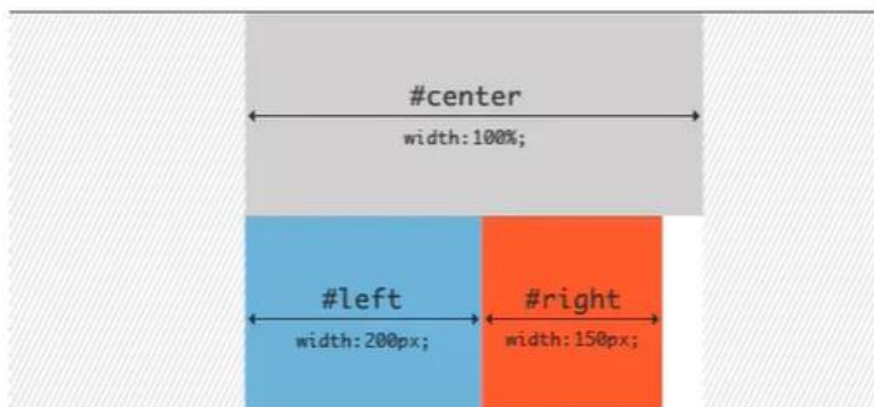 #center
width:100%;
#left
#right
width:200px;
width:150px;